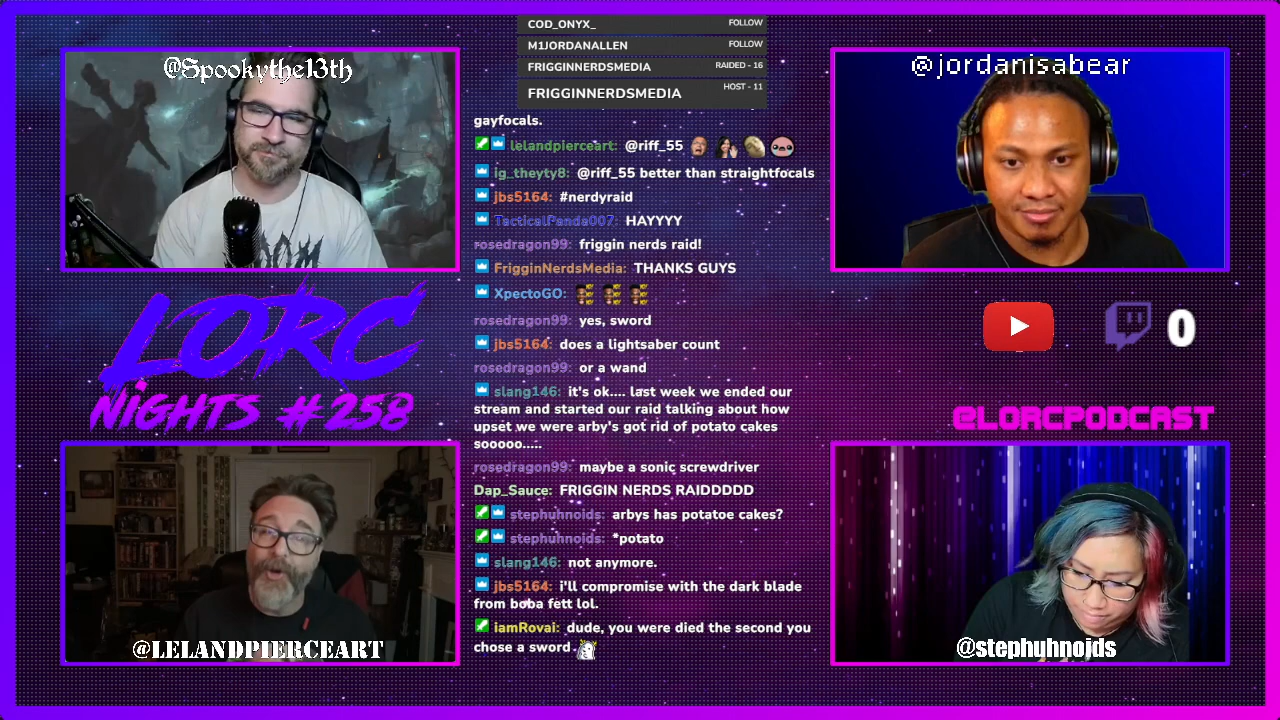 COD_ONYX_ FOLLOW
M1JORDANALLEN FOLLOW
FRIGGINNERDSMEDIA RAIDED - 16
FRIGGINNERDSMEDIA HOST - 11
@Spookythe13th
@jordanisabear
gayfocals.
lelandpierceart: @riff_55
ig_theyty8: @riff_55 better than straightfocals
jbs5164: #nerdyraid
TacticalPanda007: HAYYYY
rosedragon99: friggin nerds raid!
FrigginNerdsMedia: THANKS GUYS
XpectoGO:
rosedragon99: yes, sword
jbs5164: does a lightsaber count
rosedragon99: or a wand
slang146: it's ok.... last week we ended our
stream and started our raid talking about how
upset we were arby's got rid of potato cakes
sooooo.....
rosedragon99: maybe a sonic screwdriver
Dap_Sauce: FRIGGIN NERDS RAIDDDDD
stephuhnoids: arbys has potatoe cakes?
stephuhnoids: *potato
slang146: not anymore.
jbs5164: i'll compromise with the dark blade
from boba fett lol.
iamRovai: dude, you were died the second you
chose a sword
LORC
NIGHTS #258
0
@LORCPODCAST
@LELANDPIERCEART
@stephuhnoids